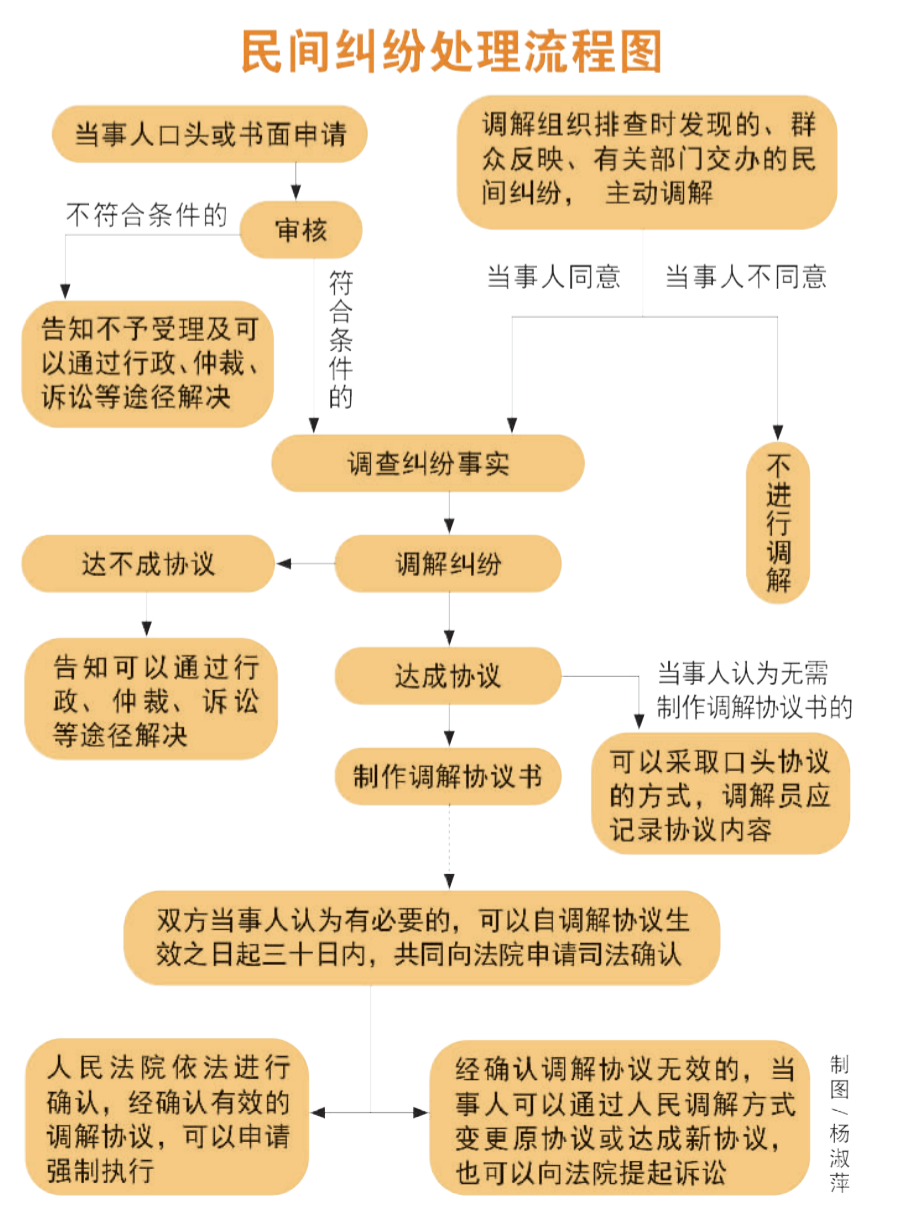 民间纠纷处理流程图
当事人口头或书面申请
调解组织排查时发现的、群
众反映、有关部门交办的民
间纠纷， 主动调解
不符合条件的
审核
符合条件的
当事人同意
当事人不同意
告知不予受理及可
以通过行政、仲裁、
诉讼等途径解决
调查纠纷事实
不进行调解
达不成协议
调解纠纷
告知可以通过行
政、仲裁、诉讼
等途径解决
达成协议
当事人认为无需
制作调解协议书的
制作调解协议书
可以采取口头协议
的方式，调解员应
记录协议内容
双方当事人认为有必要的，可以自调解协议生
效之日起三十日内，共同向法院申请司法确认
人民法院依法进行
确认，经确认有效的
调解协议，可以申请
强制执行
经确认调解协议无效的，当
事人可以通过人民调解方式
变更原协议或达成新协议，
也可以向法院提起诉讼
制图/杨淑萍